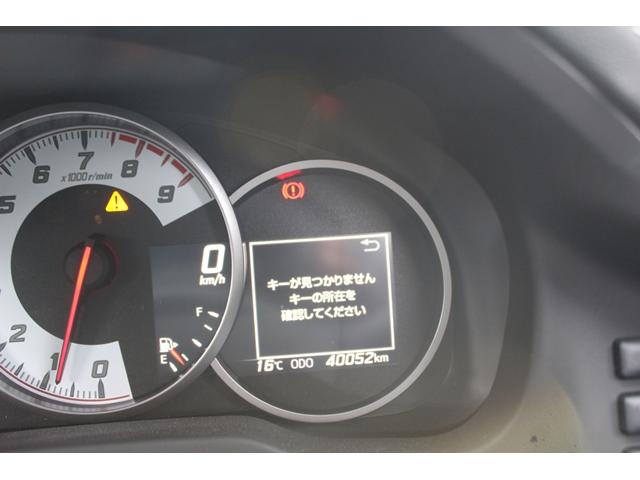 5 6 7 8 9
x1000r/min
0
km/h
F
E
1 0
キーが見つかりません
キーの所在を
確認してください
16℃ ODO 40052km